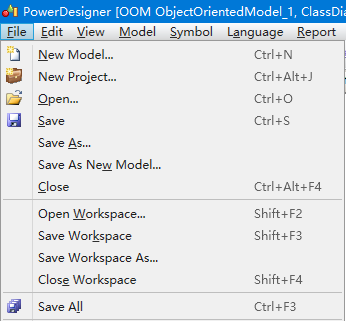 PowerDesigner [OOM ObjectOrientedModel_1, ClassDia
File Edit View Model Symbol Language Report
New Model... Ctrl+N
New Project... Ctrl+Alt+J
Open... Ctrl+O
Save Ctrl+S
Save As...
Save As New Model...
Close Ctrl+Alt+F4
Open Workspace... Shift+F2
Save Workspace Shift+F3
Save Workspace As...
Close Workspace Shift+F4
Save All Ctrl+F3